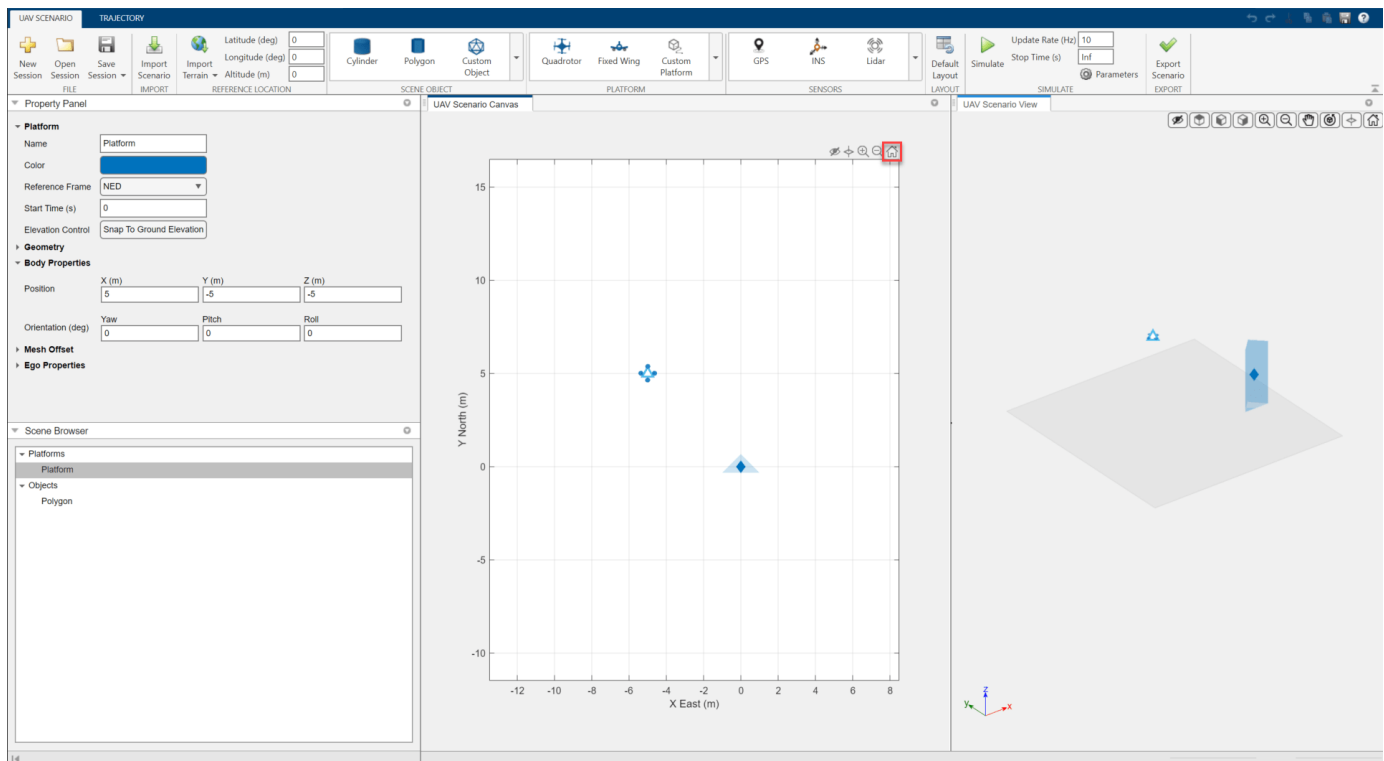 UAV SCENARIO TRAJECTORY
New Session
Open Session
Save Session
Import Scenario
Import Terrain
Latitude (deg) 0
Longitude (deg) 0
Altitude (m) 0
Cylinder
Polygon
Custom Object
Quadrotor
Fixed Wing
Custom Platform
GPS
INS
Lidar
Default Layout
Simulate
Update Rate (Hz) 10
Stop Time (s) Inf
Parameters
Export Scenario
FILE IMPORT REFERENCE LOCATION SCENE OBJECT PLATFORM SENSORS LAYOUT SIMULATE EXPORT
Property Panel
Platform
Name Platform
Color
Reference Frame NED
Start Time (s) 0
Elevation Control Snap To Ground Elevation
Geometry
Body Properties
X (m) Y (m) Z (m)
Position 5 -5 -5
Yaw Pitch Roll
Orientation (deg) 0 0 0
Mesh Offset
Ego Properties
Scene Browser
Platforms
Platform
Objects
Polygon
UAV Scenario Canvas
15
10
5
0
-5
-10
Y North (m)
-12 -10 -8 -6 -4 -2 0 2 4 6 8
X East (m)
UAV Scenario View
z
y
x